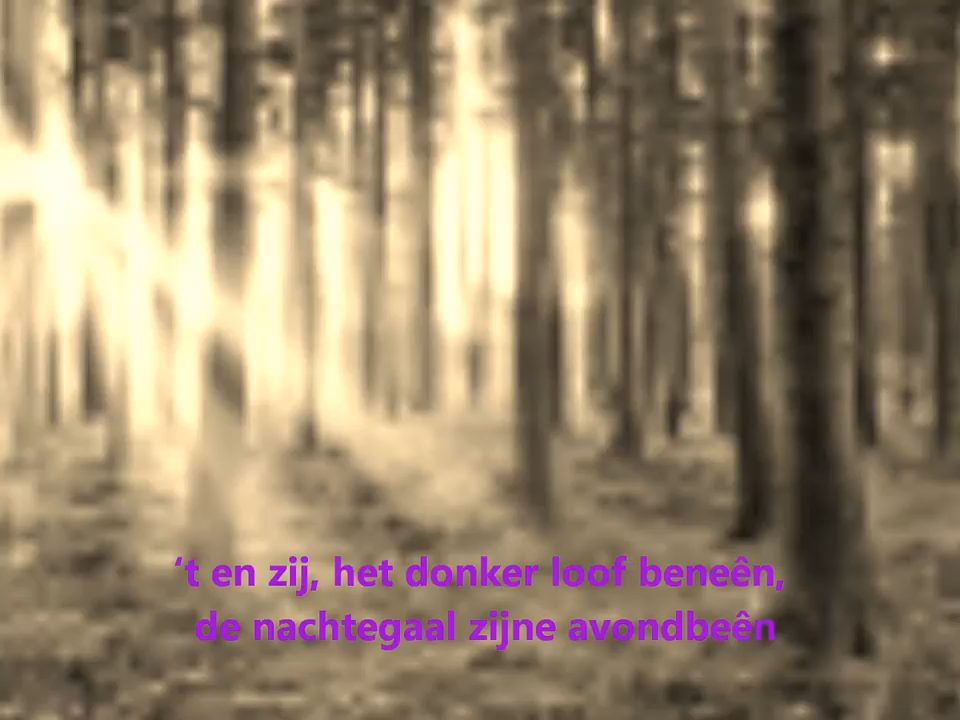 ‘t en zij, het donker loof beneên,
de nachtegaal zijne avondbeên